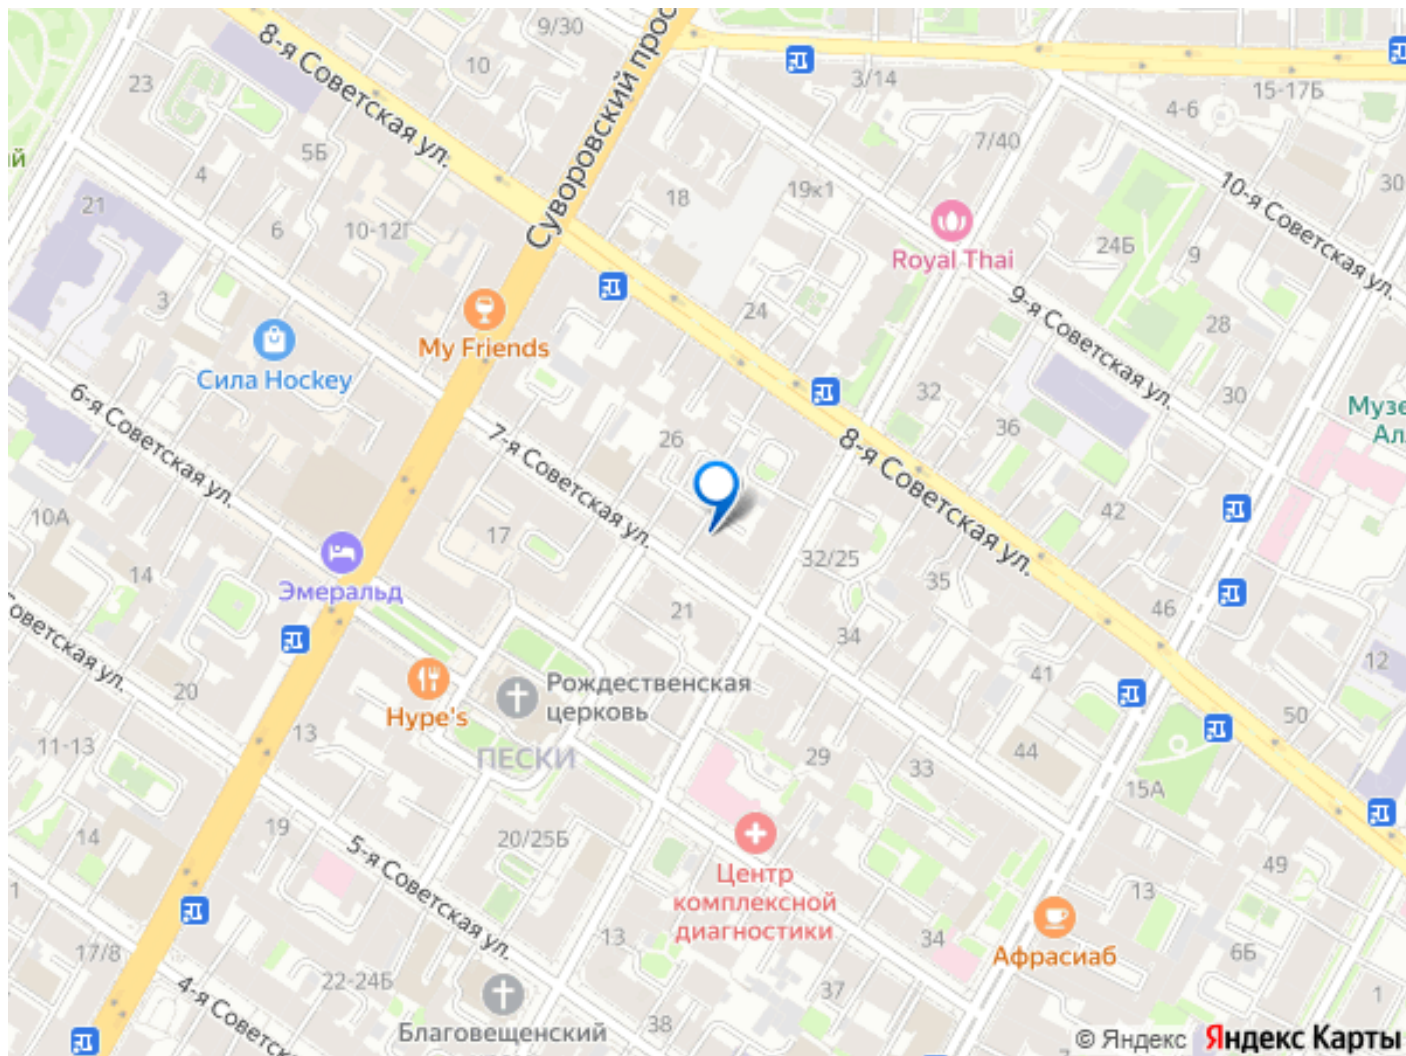 9/30
8-я Советская ул.
10
23
3/14
15-17Б
4-6
7/40
5Б
Суворовский прос
й
4
18
19к1
10-я Советская ул.
30
21
6
10-12Г
Royal Thai
24Б
9
3
24
9-я Советская ул.
28
My Friends
Сила Hockey
6-я Советская ул.
32
30
Музе
Ал
7-я Советская ул.
26
8-я Советская ул.
36
42
10А
17
32/25
35
14
Эмеральд
46
Советская ул.
21
34
12
41
20
Рождественская
церковь
Hype's
50
13
11-13
ПЕСКИ
29
33
44
15А
14
19
5-я Советская ул.
20/25Б
Центр
комплексной
диагностики
49
1
13
13
34
Афрасиаб
6Б
17/8
22-24Б
4-я Советс
37
1
Благовещенский
38
© Яндекс Яндекс Карты